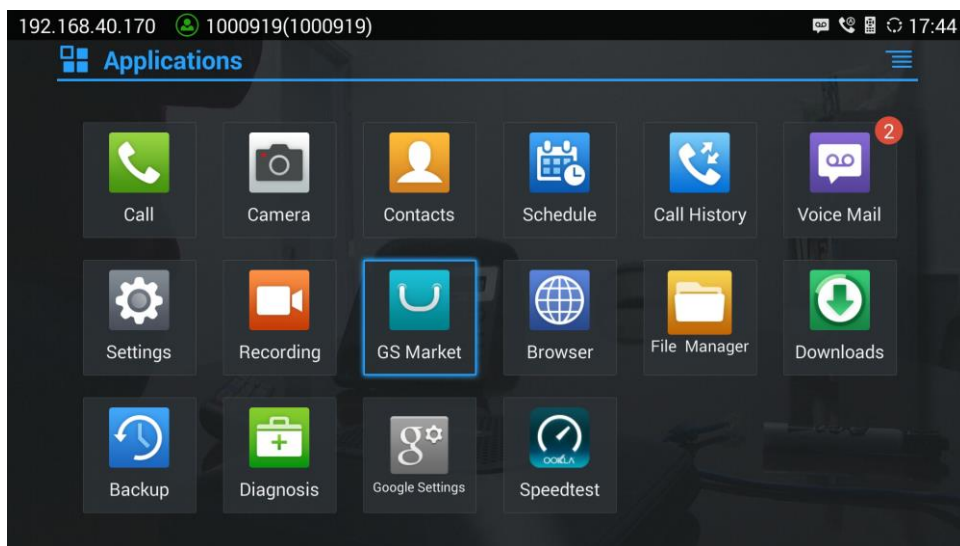 192.168.40.170 1000919(1000919) 17:44
Applications
2
Call Camera Contacts Schedule Call History Voice Mail
Settings Recording GS Market Browser File Manager Downloads
g
OOKLA
Backup Diagnosis Google Settings Speedtest